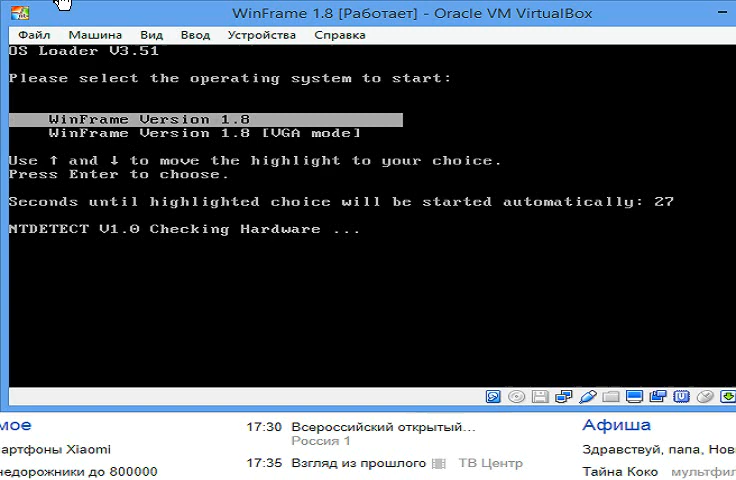 WinFrame 1.8 [Работает] - Oracle VM VirtualBox
Файл Машина Вид Ввод Устройства Справка
OS Loader V3.51
Please select the operating system to start:
WinFrame Version 1.8
WinFrame Version 1.8 [VGA mode]
Use ↑ and ↓ to move the highlight to your choice.
Press Enter to choose.
Seconds until highlighted choice will be started automatically: 27
NTDETECT V1.0 Checking Hardware ...
мое
артфоны Xiaomi
недорожники до 800000
17:30 Всероссийский открытый...
Россия 1
17:35 Взгляд из прошлого ТВ Центр
Афиша
Здравствуй, папа, Нов
Тайна Коко мультфил